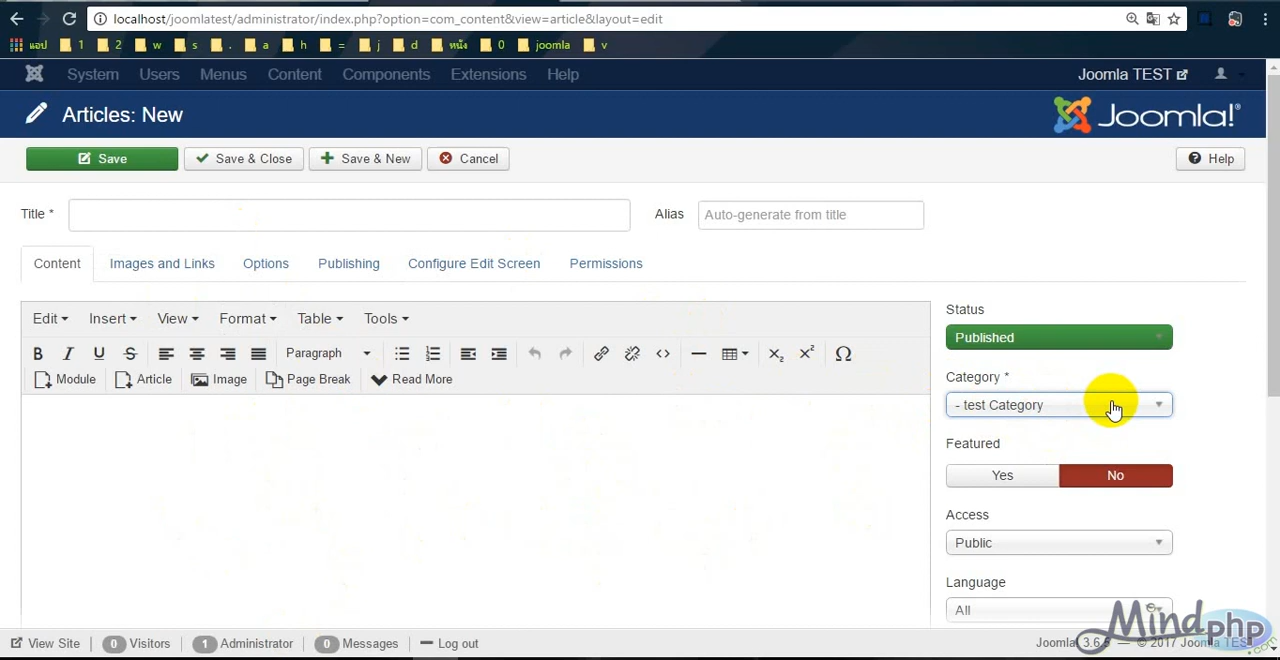 localhost/joomlatest/administrator/index.php?option=com_content&view=article&layout=edit
แอป 1 2 w s . a h = j d หนัง 0 joomla v
System Users Menus Content Components Extensions Help Joomla TEST
Articles: New Joomla!®
Save Save & Close Save & New Cancel Help
Title * Alias Auto-generate from title
Content Images and Links Options Publishing Configure Edit Screen Permissions
Edit Insert View Format Table Tools
B I U S Paragraph <> X₂ X² Ω
Module Article Image Page Break Read More
Status
Published
Category *
- test Category
Featured
Yes No
Access
Public
Language
All
Mindphp.com
View Site 0 Visitors 1 Administrator 0 Messages Log out Joomla! 3.6.5 — © 2017 Joomla TEST